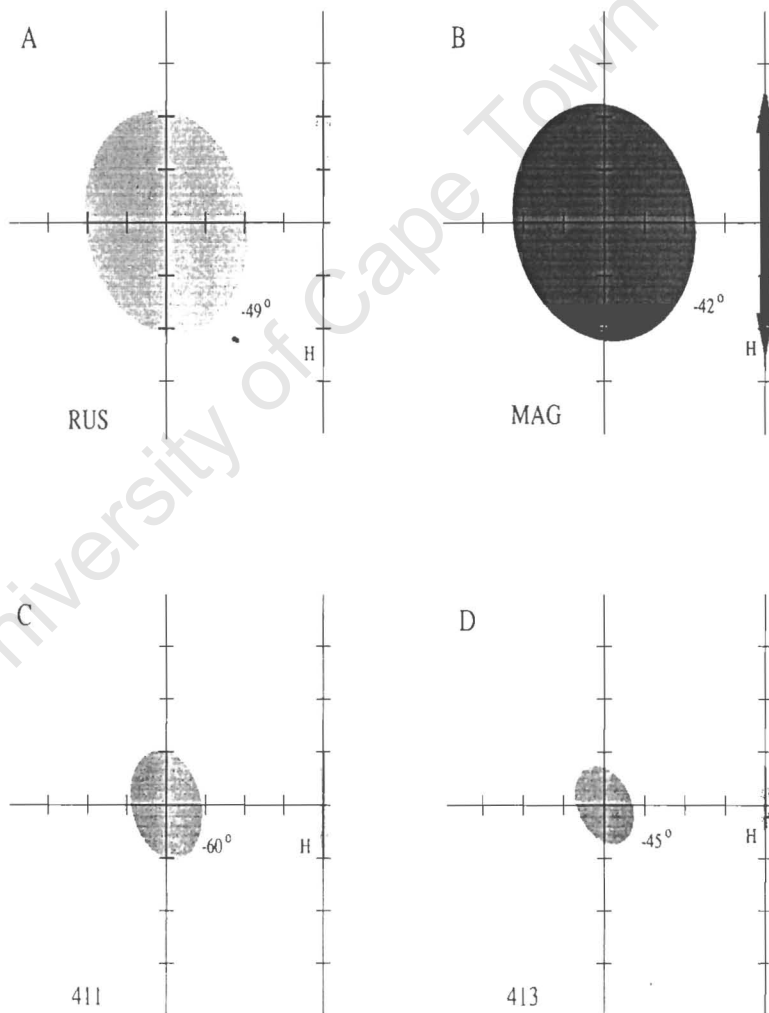 A
B
-49°
-42°
H
H
RUS
MAG
C
D
-60°
-45°
H
H
411
413
University of Cape Town